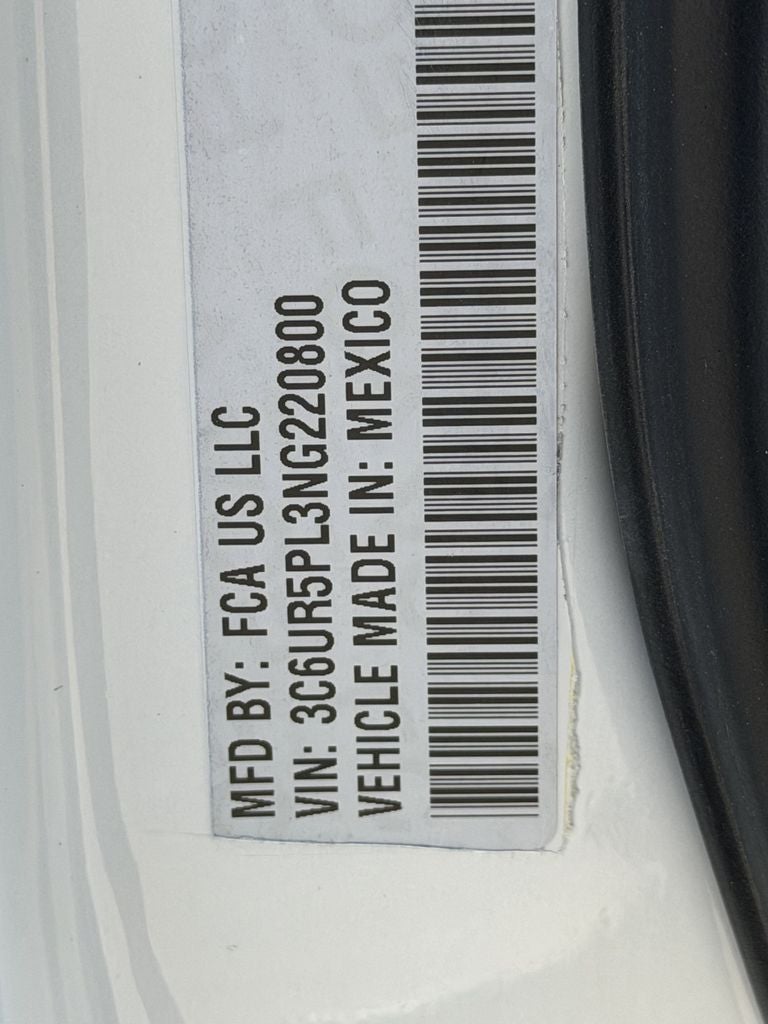 MFD BY: FCA US LLC
VIN: 3C6UR5PL3NG220800
VEHICLE MADE IN: MEXICO